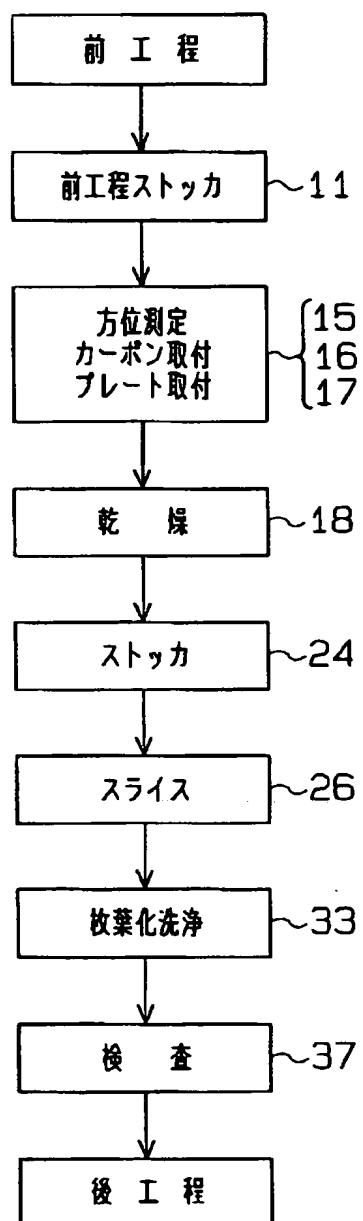 前工程
前工程ストッカ 11
方位測定 15
カーボン取付 16
プレート取付 17
乾燥 18
ストッカ 24
スライス 26
枚葉化洗浄 33
検査 37
後工程